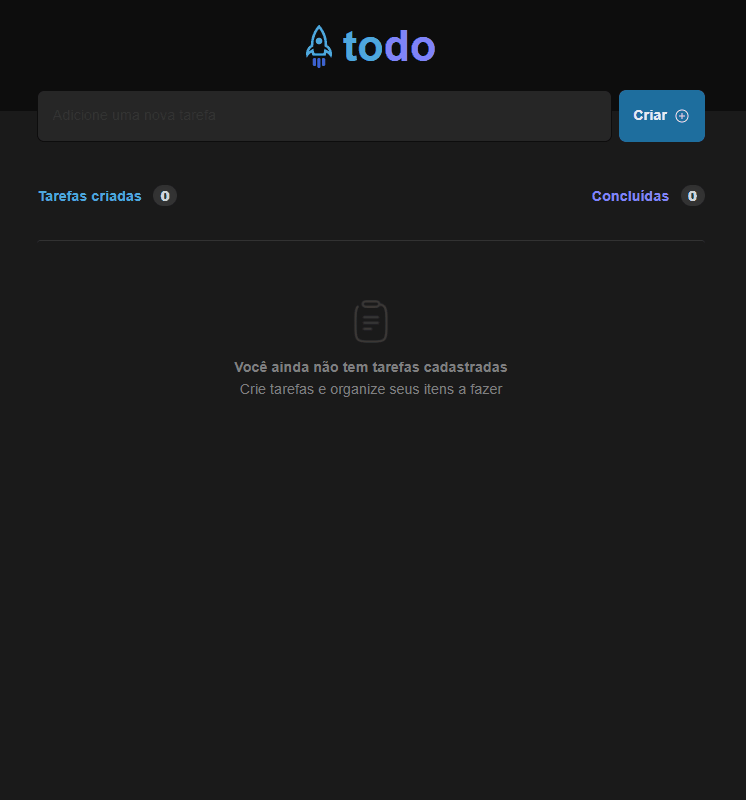 todo
Adicione uma nova tarefa
Criar
Tarefas criadas 0
Concluídas 0
Você ainda não tem tarefas cadastradas
Crie tarefas e organize seus itens a fazer